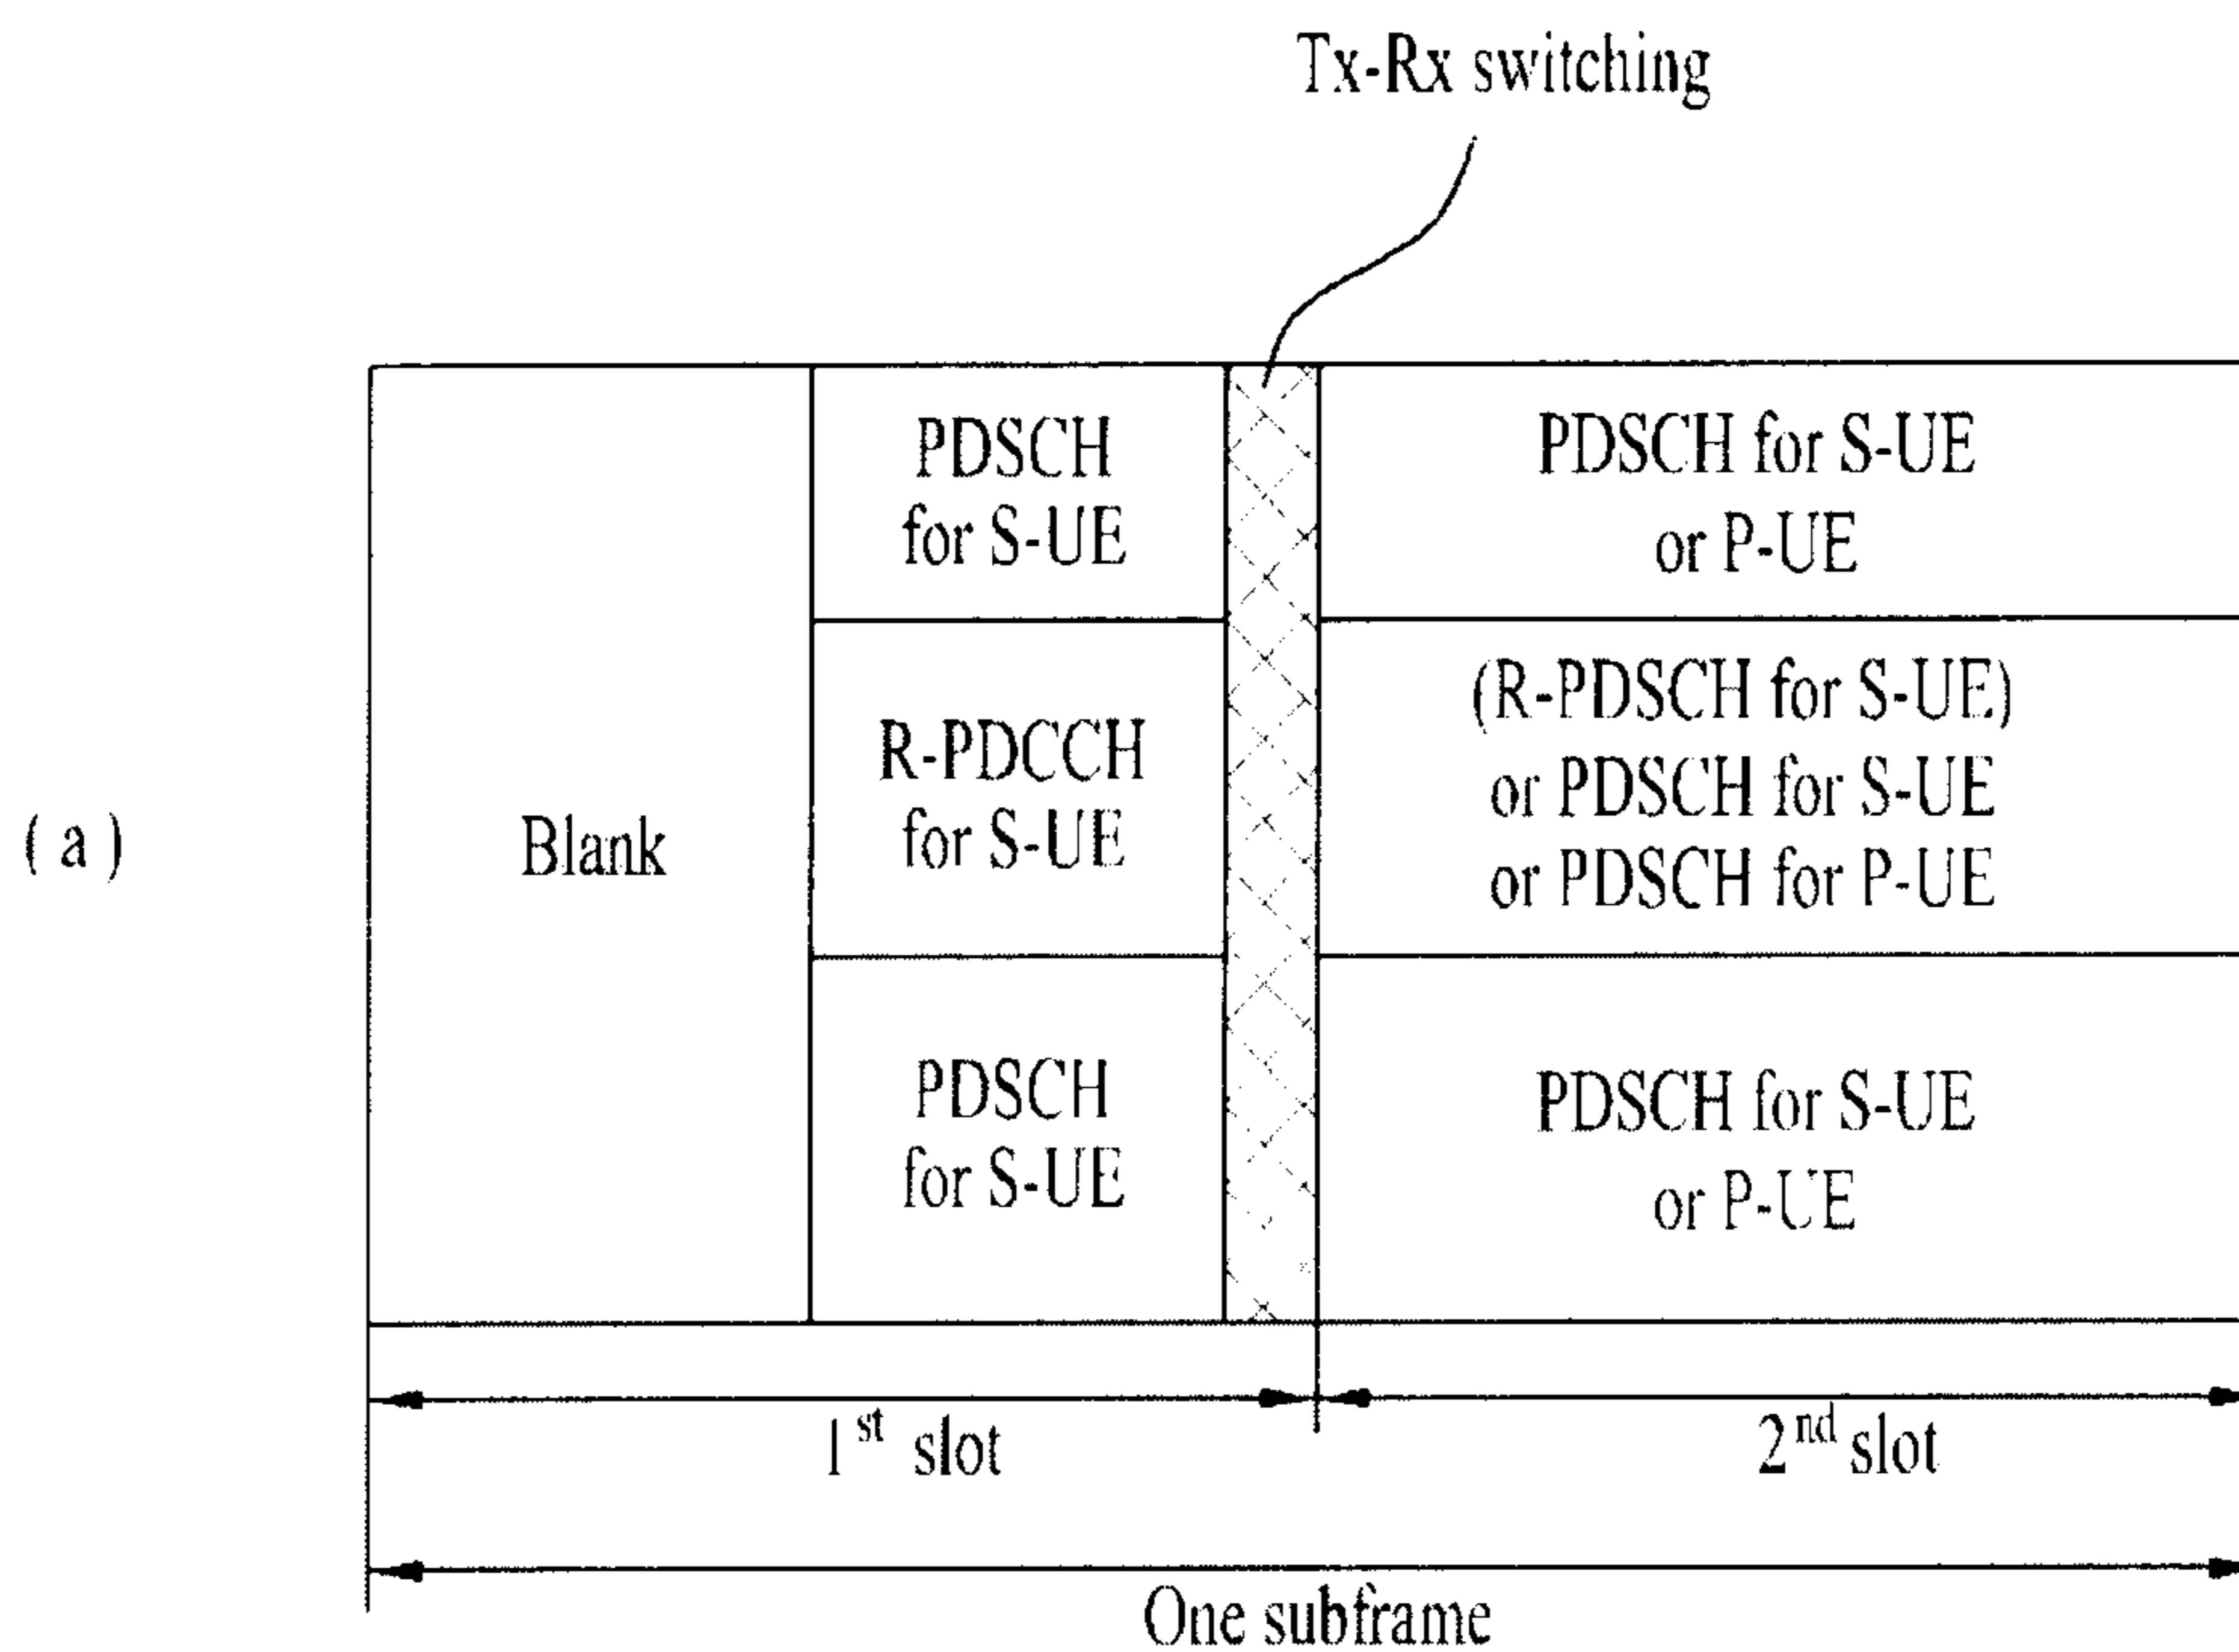 Tx-Rx switching
(a)
Blank
PDSCH
for S-UE
R-PDCCH
for S-UE
PDSCH
for S-UE
PDSCH for S-UE
or P-UE
(R-PDSCH for S-UE)
or PDSCH for S-UE
or PDSCH for P-UE
PDSCH for S-UE
or P-UE
1st slot
2nd slot
One subframe